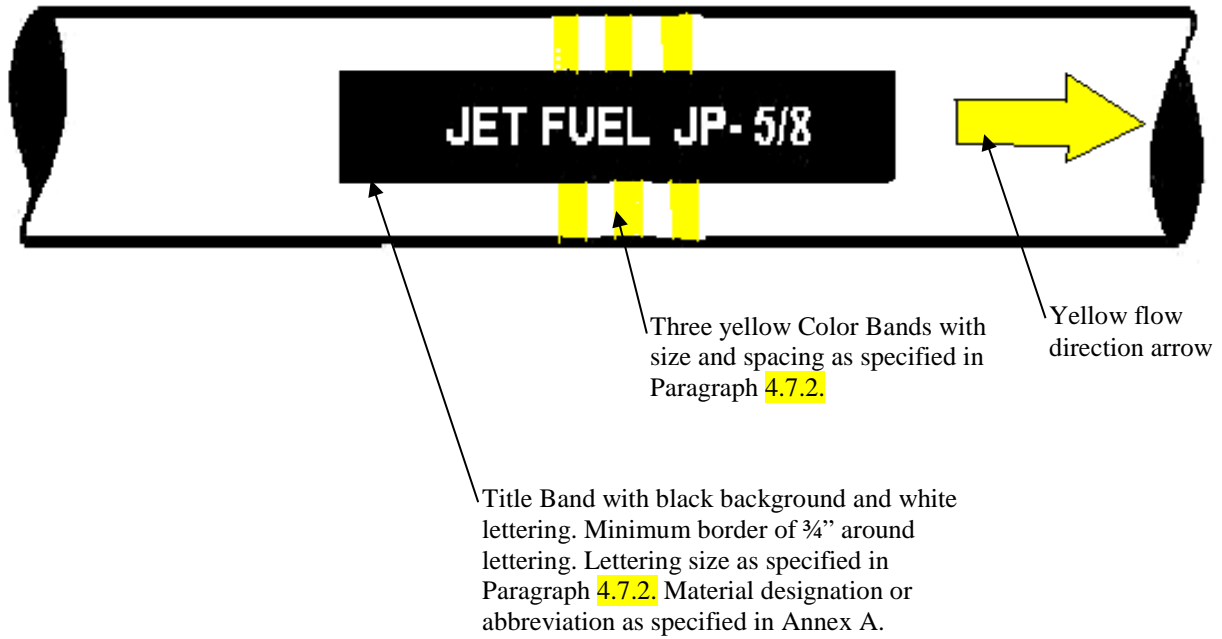 JET FUEL JP- 5/8
Three yellow Color Bands with
size and spacing as specified in
Paragraph 4.7.2.
Yellow flow
direction arrow
Title Band with black background and white
lettering. Minimum border of ¾” around
lettering. Lettering size as specified in
Paragraph 4.7.2. Material designation or
abbreviation as specified in Annex A.